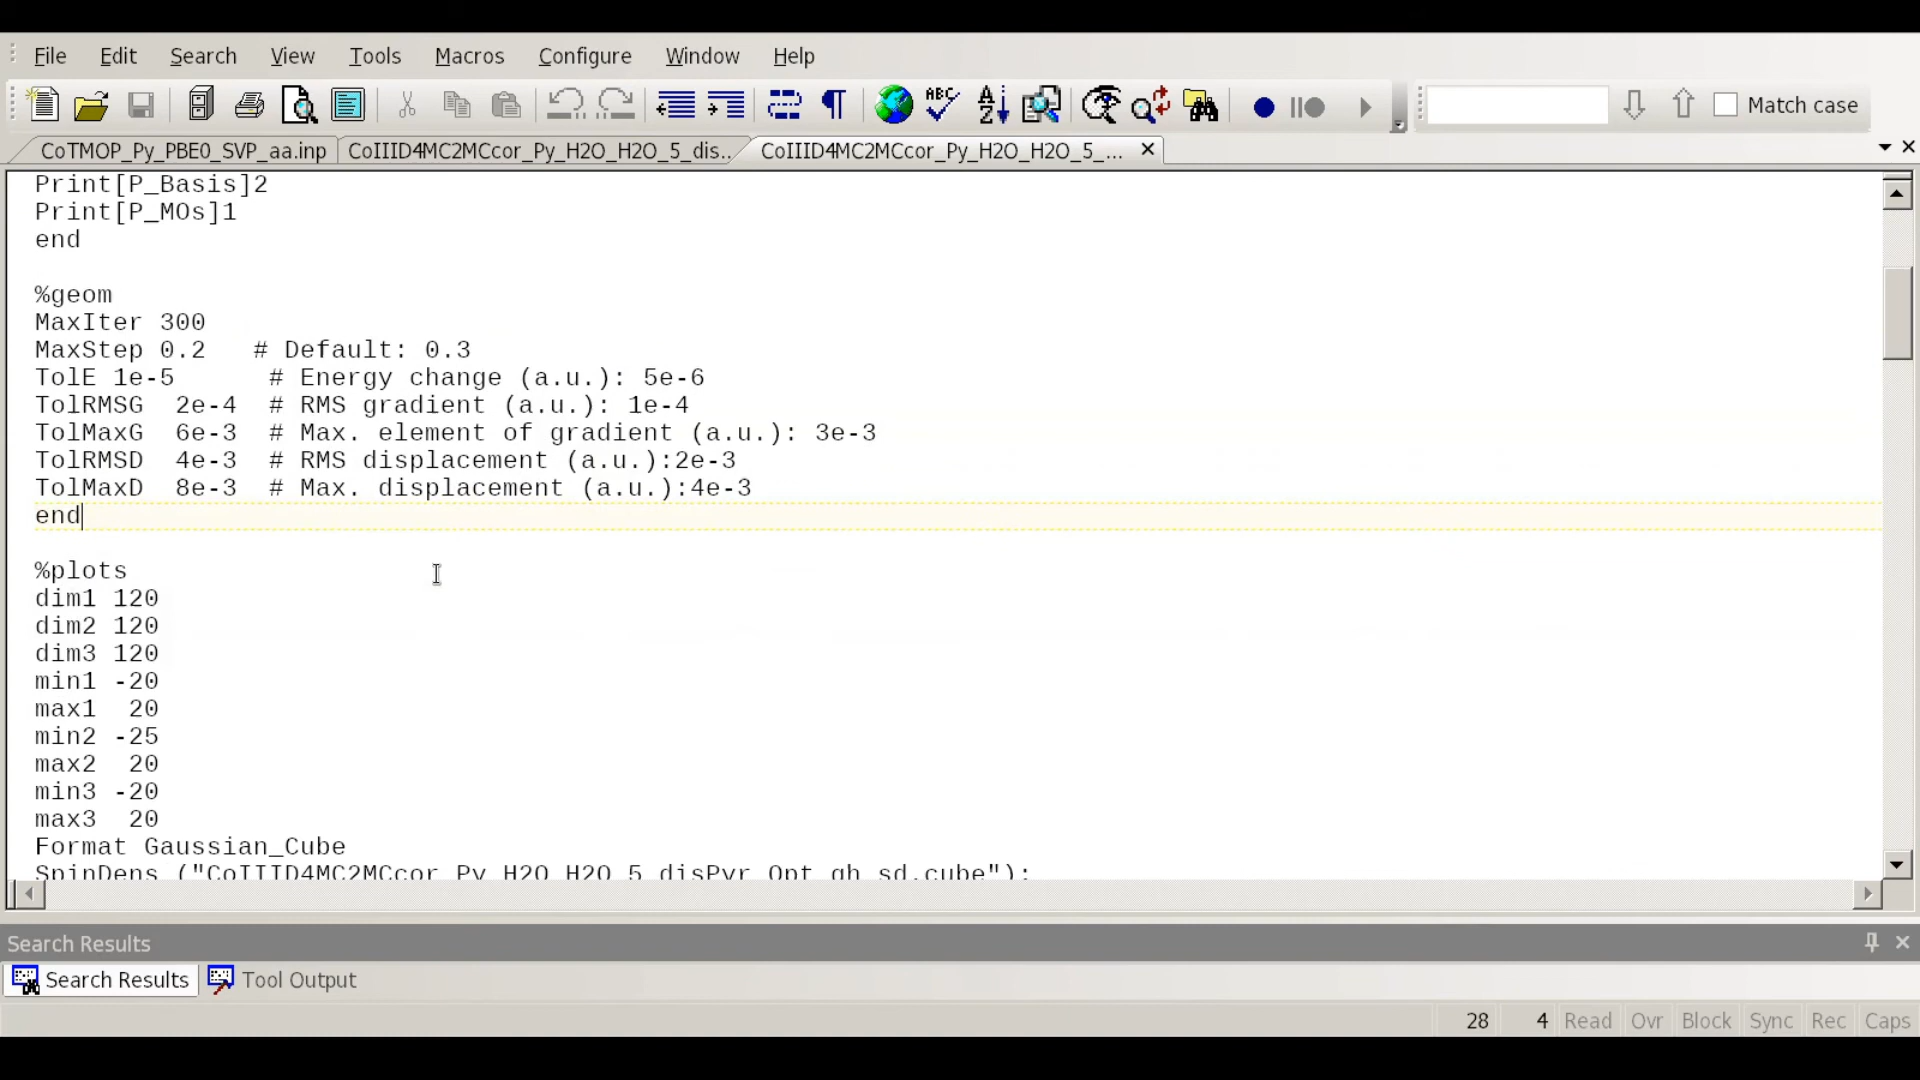 File Edit Search View Tools Macros Configure Window Help
ABC
Match case
CoTMOP_Py_PBE0_SVP_aa.inp CoIIID4MC2MCcor_Py_H2O_H2O_5_dis.. CoIIID4MC2MCcor_Py_H2O_H2O_5_...
Print[P_Basis]2
Print[P_MOs]1
end
%geom
MaxIter 300
MaxStep 0.2 # Default: 0.3
TolE 1e-5 # Energy change (a.u.): 5e-6
TolRMSG 2e-4 # RMS gradient (a.u.): 1e-4
TolMaxG 6e-3 # Max. element of gradient (a.u.): 3e-3
TolRMSD 4e-3 # RMS displacement (a.u.):2e-3
TolMaxD 8e-3 # Max. displacement (a.u.):4e-3
end
%plots
dim1 120
dim2 120
dim3 120
min1 -20
max1 20
min2 -25
max2 20
min3 -20
max3 20
Format Gaussian_Cube
SpinDens ("CoIIID4MC2MCcor_Py_H2O_H2O_5_disPyr_Opt_gh_sd.cube");
Search Results
Search Results Tool Output
28 4 Read Ovr Block Sync Rec Caps